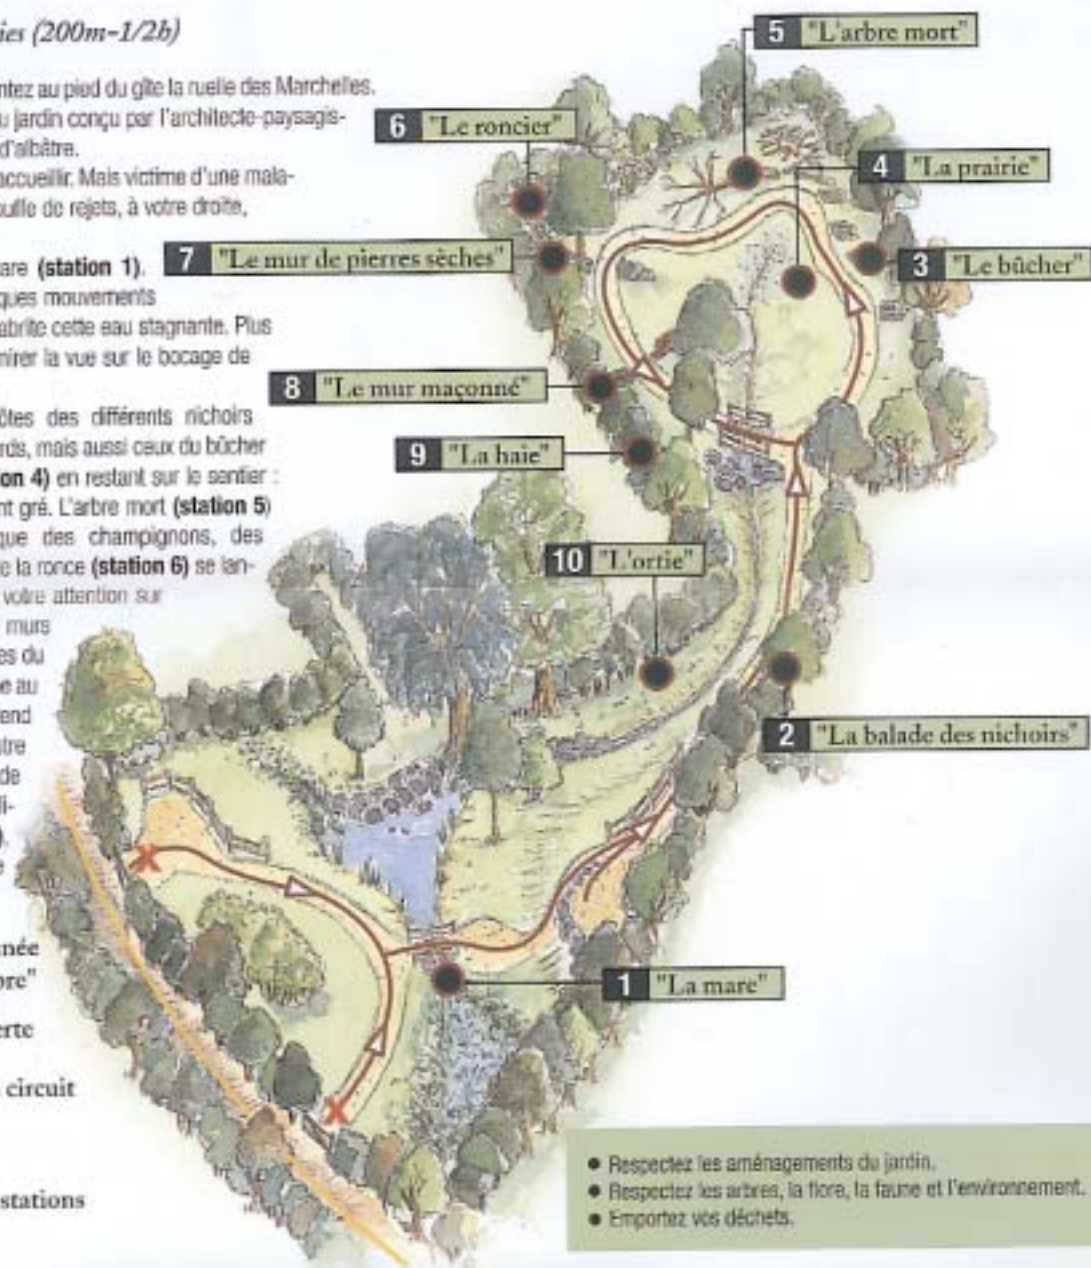 ies (200m-1/2h)
ntez au pied du gîte la ruelle des Marchelles.
u jardin conçu par l'architecte-paysagis-
d'albâtre.
accueillir. Mais victime d'une mala-
ouffe de rejets, à votre droite,
are (station 1).
ques mouvements
abrite cette eau stagnante. Plus
mirer la vue sur le bocage de
ôtes des différents nichoirs
rds, mais aussi ceux du bûcher
on 4) en restant sur le sentier :
nt gré. L'arbre mort (station 5)
que des champignons, des
e la ronce (station 6) se lan-
votre attention sur
murs
es du
e au
end
tre
de
di-
),
e
née
bre"
erte
circuit
stations
5 "L'arbre mort"
6 "Le roncier"
4 "La prairie"
7 "Le mur de pierres sèches"
3 "Le bûcher"
8 "Le mur maçonné"
9 "La haie"
10 "L'ortie"
2 "La balade des nichoirs"
1 "La mare"
● Respectez les aménagements du jardin.
● Respectez les arbres, la flore, la faune et l'environnement.
● Emportez vos déchets.